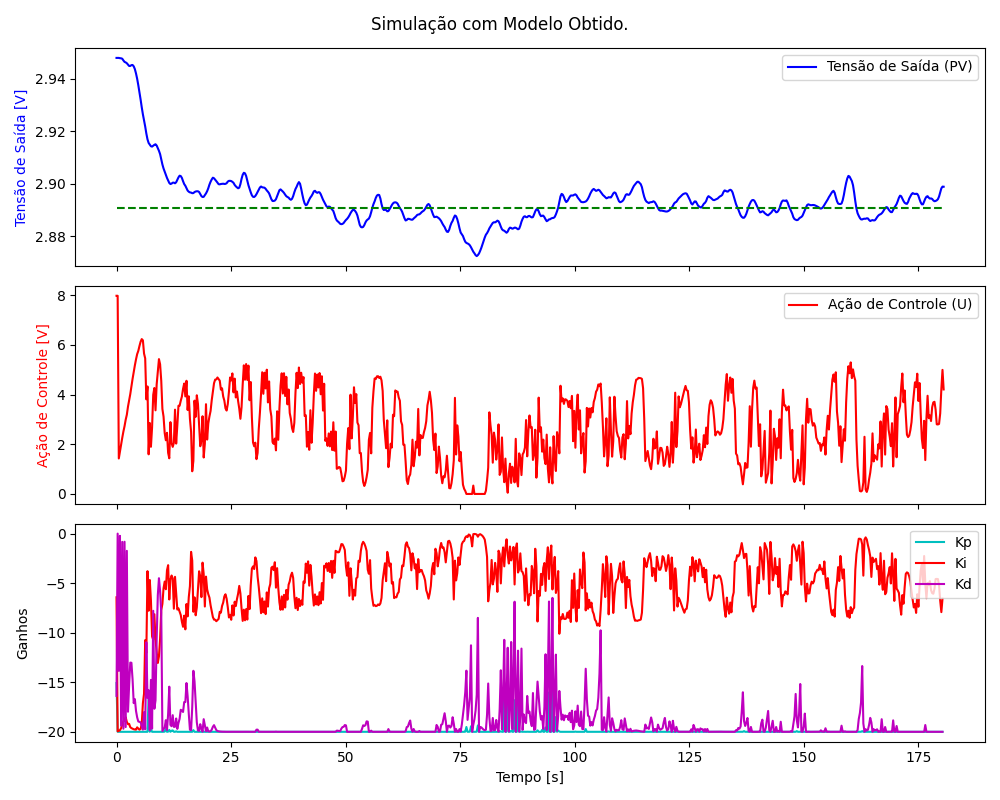 Simulação com Modelo Obtido.
Tensão de Saída [V]
2.94
2.92
2.90
2.88
Tensão de Saída (PV)
Ação de Controle [V]
8
6
4
2
0
Ação de Controle (U)
Ganhos
0
−5
−10
−15
−20
Kp
Ki
Kd
0 25 50 75 100 125 150 175
Tempo [s]